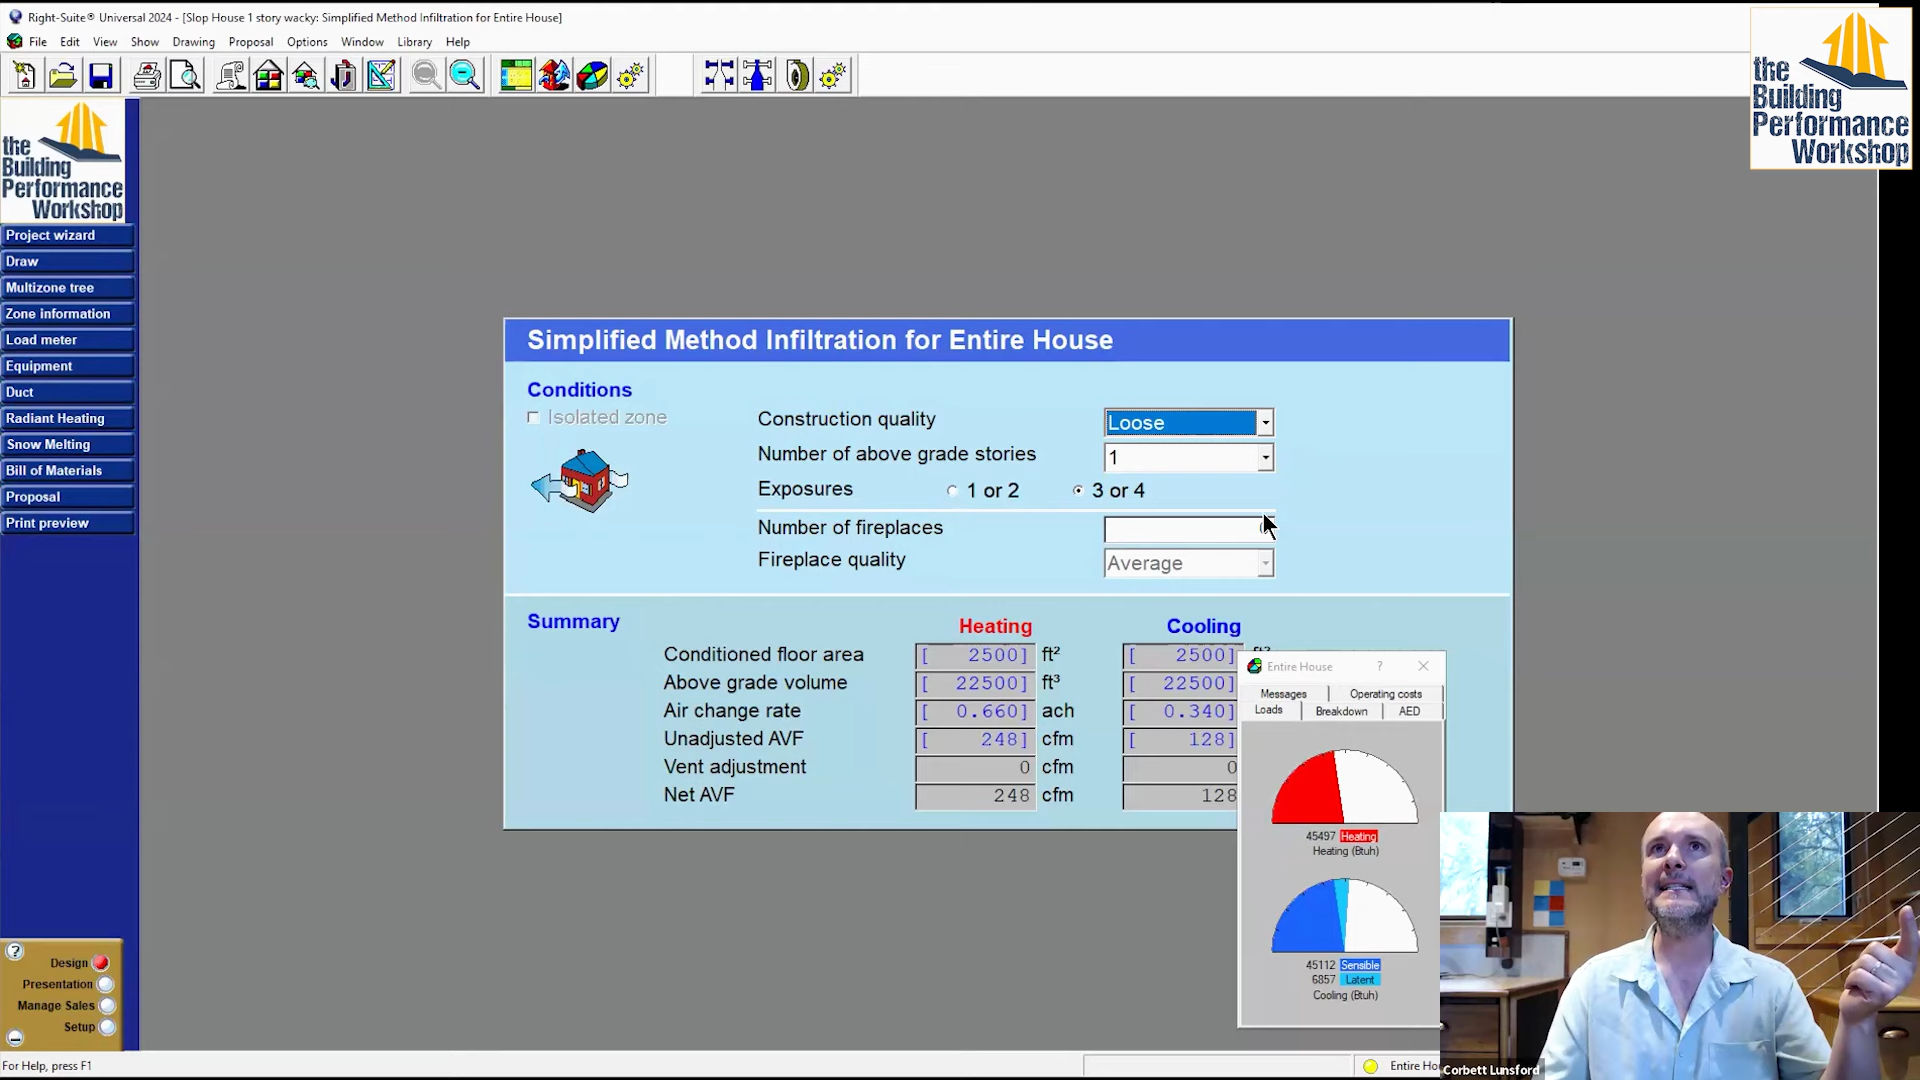 Right-Suite® Universal 2024 - [Slop House 1 story wacky: Simplified Method Infiltration for Entire House]
File Edit View Show Drawing Proposal Options Window Library Help
the
Building
Performance
Workshop
the
Building
Performance
Workshop
Project wizard
Draw
Multizone tree
Zone information
Load meter
Equipment
Duct
Radiant Heating
Snow Melting
Bill of Materials
Proposal
Print preview
Simplified Method Infiltration for Entire House
Conditions
Isolated zone
Construction quality Loose
Number of above grade stories 1
Exposures 1 or 2 3 or 4
Number of fireplaces
Fireplace quality Average
Summary Heating Cooling
Conditioned floor area [ 2500] ft² [ 2500]
Above grade volume [ 22500] ft³ [ 22500]
Air change rate [ 0.660] ach [ 0.340]
Unadjusted AVF [ 248] cfm [ 128]
Vent adjustment 0 cfm 0
Net AVF 248 cfm 128
Entire House ?
Messages Operating costs
Loads Breakdown AED
45497 Heating
Heating (Btuh)
45112 Sensible
6857 Latent
Cooling (Btuh)
?
Design
Presentation
Manage Sales
Setup
For Help, press F1
Entire Hou
Corbett Lunsford